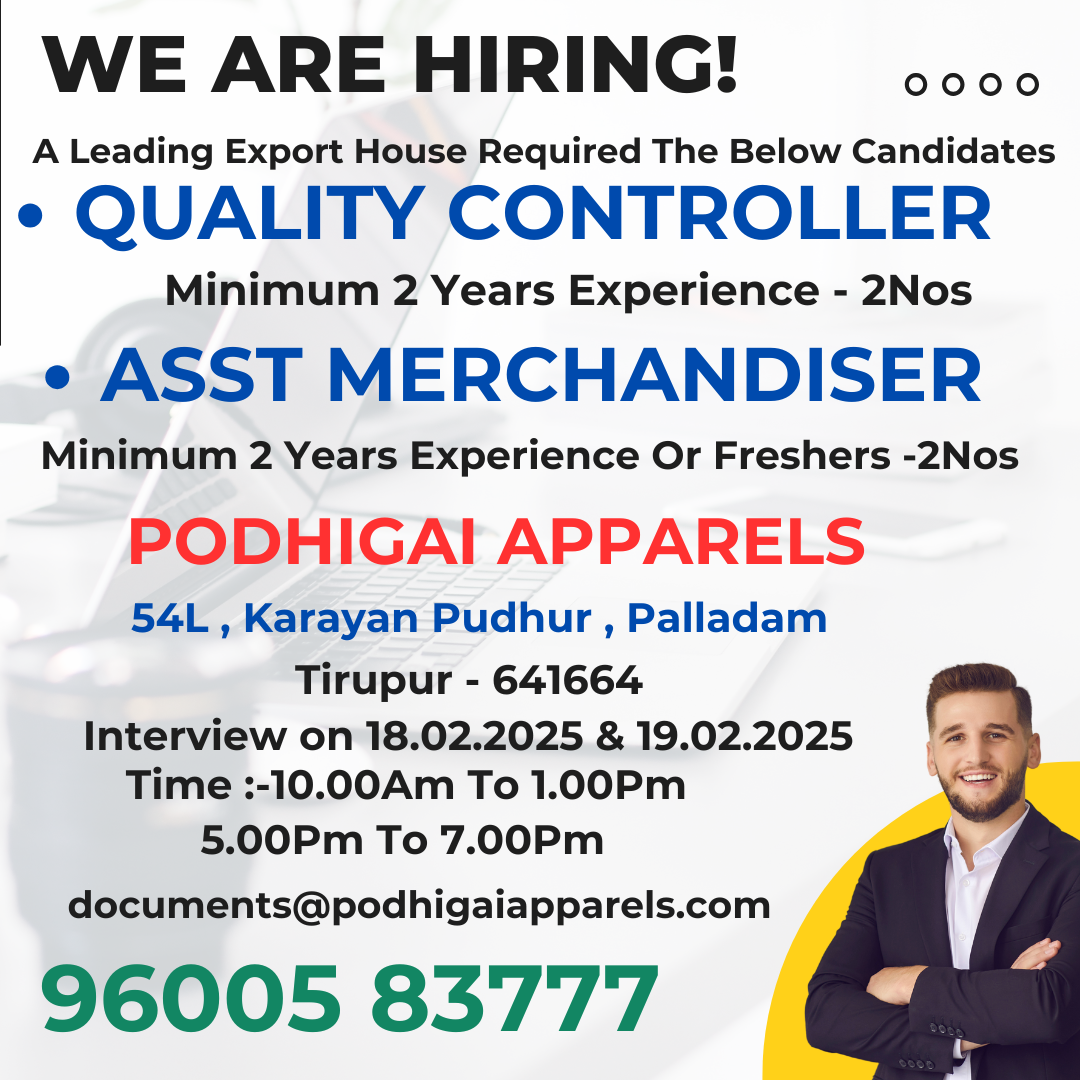 WE ARE HIRING!
A Leading Export House Required The Below Candidates
• QUALITY CONTROLLER
Minimum 2 Years Experience - 2Nos
• ASST MERCHANDISER
Minimum 2 Years Experience Or Freshers -2Nos
PODHIGAI APPARELS
54L , Karayan Pudhur , Palladam
Tirupur - 641664
Interview on 18.02.2025 & 19.02.2025
Time :-10.00Am To 1.00Pm
5.00Pm To 7.00Pm
documents@podhigaiapparels.com
96005 83777